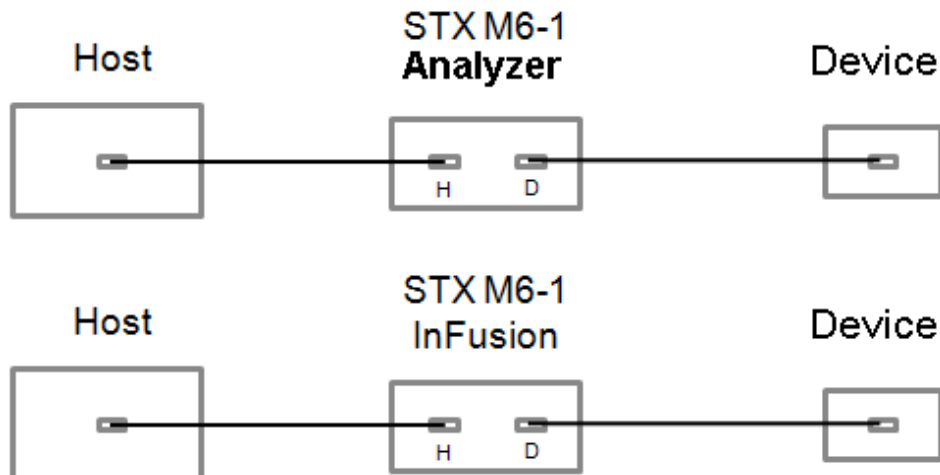 STX M6-1
Host Analyzer Device
H D
STX M6-1
Host InFusion Device
H D